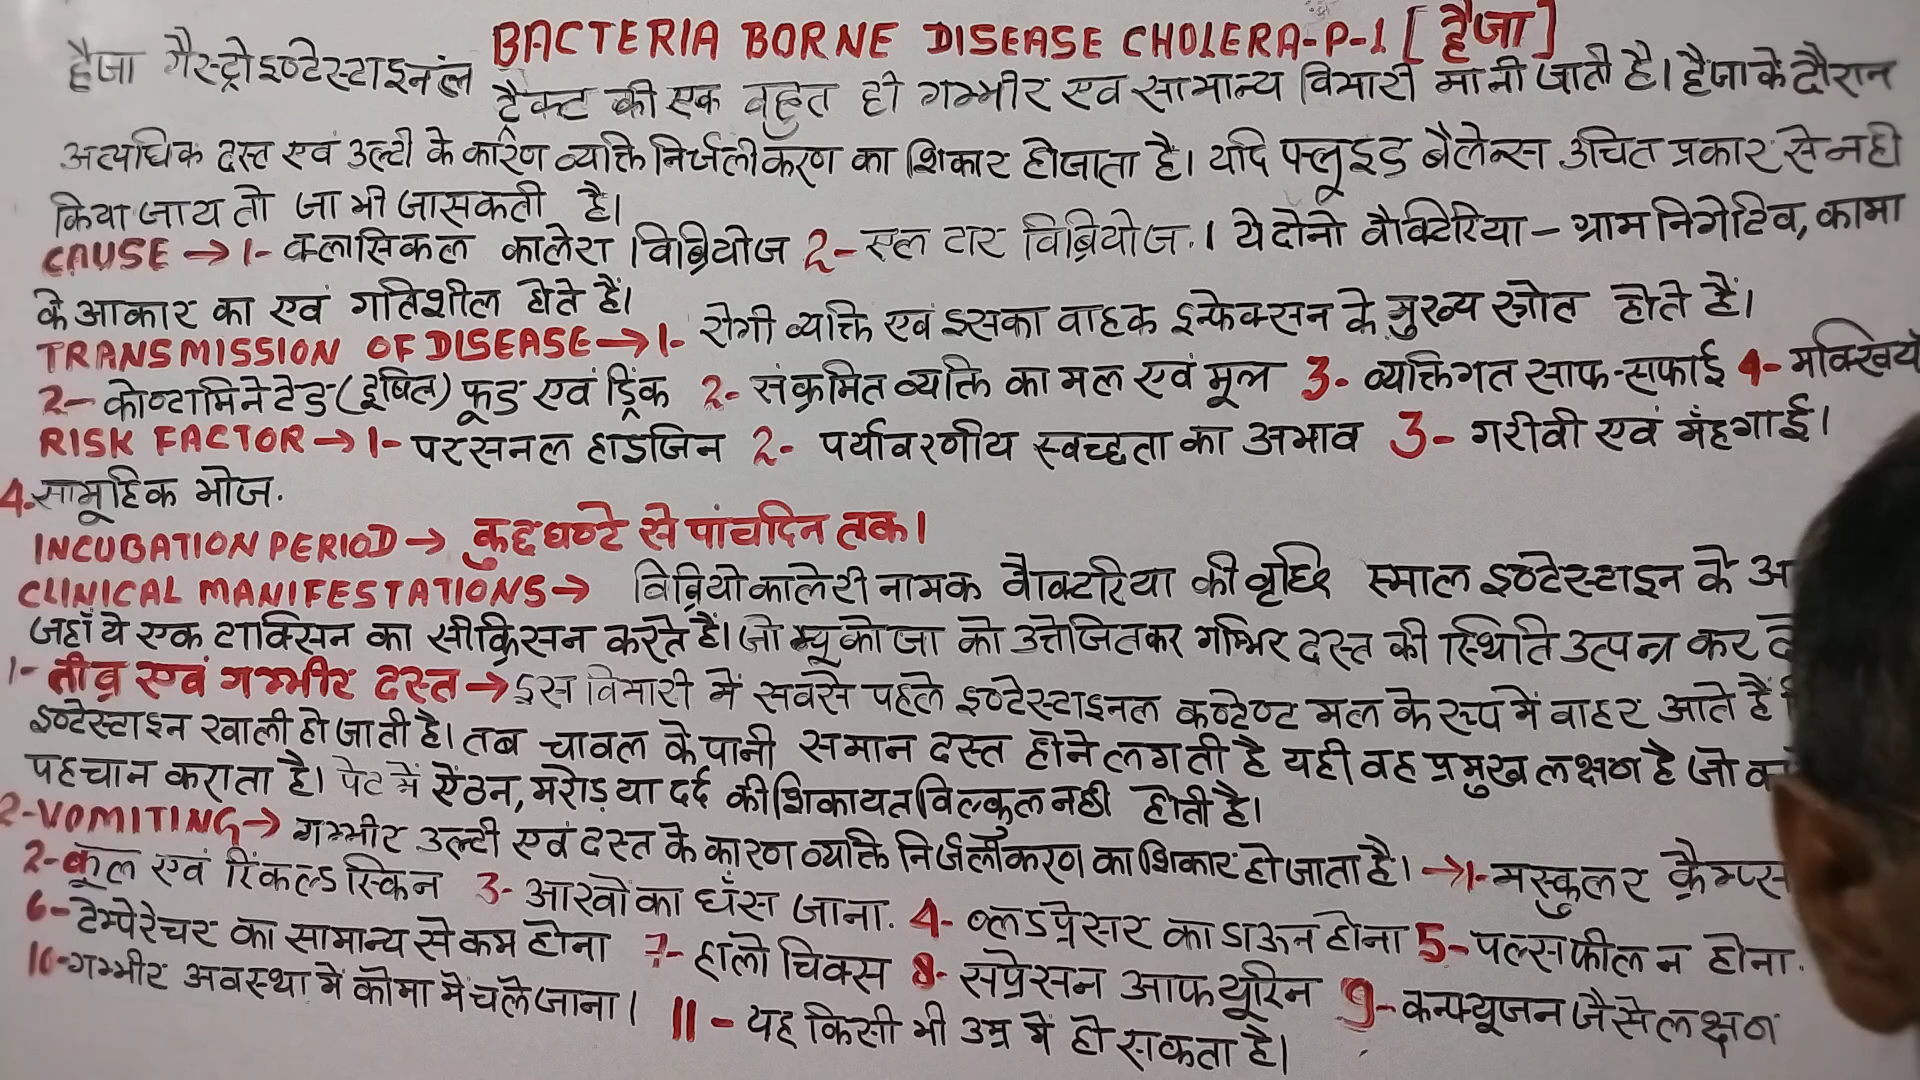 BACTERIA BORNE DISEASE CHOLERA-P-1 [हैजा]
हैजा गैस्ट्रोइण्टेस्टाइनल ट्रैक्ट की एक वहुत ही गम्भीर एव सामान्य विमारी मानी जाती है। हैजा के दौरान
अत्यधिक दस्त एवं उल्टी के कारण व्यक्ति निर्जलीकरण का शिकार होजाता है। यदि फ्लूइड बैलेन्स उचित प्रकार से नही
किया जाय तो जा भी जासकती है।
CAUSE → 1- क्लासिकल कालेरा विब्रियोज 2- एल टार विब्रियोज.। ये दोनो वैक्टिरिया - ग्राम निगेटिव, कामा
के आकार का एवं गतिशील होते हैं।
TRANSMISSION OF DISEASE → 1- रोगी व्यक्ति एवं इसका वाहक इन्फेक्सन के मुख्य स्त्रोत होते हैं।
2- कोण्टामिनेटेड (दूषित) फूड एवं ड्रिंक 2- संक्रमित व्यक्ति का मल एवं मूल 3- व्यक्तिगत साफ-सफाई 4- मक्खियाँ
RISK FACTOR → 1- परसनल हाइजिन 2- पर्यावरणीय स्वच्छता का अभाव 3- गरीवी एवं मँहगाई।
4. सामूहिक भोज.
INCUBATION PERIOD → कुछ घण्टे से पांचदिन तक।
CLINICAL MANIFESTATIONS → विब्रियोकालेरी नामक वैक्टरिया की वृद्धि स्माल इण्टेस्टाइन के अ
जहाँ ये एक टाक्सिन का सीक्रिसन करते हैं। जो म्यूकोजा को उत्तेजितकर गम्भिर दस्त की स्थिति उत्पन्न कर दे
1- तीव्र एवं गम्भीर दस्त → इस विमारी में सबसे पहले इण्टेस्टाइनल कण्टेण्ट मल के रूप में वाहर आते हैं
इण्टेस्टाइन खाली हो जाती है। तब चावल के पानी समान दस्त होने लगती है यही वह प्रमुख लक्षण है जो
पहचान कराता है। पेट में ऐंठन, मरोड़ या दर्द की शिकायत विल्कुल नही होती है।
2- VOMITING → गम्भीर उल्टी एवं दस्त के कारण व्यक्ति निर्जलीकरण का शिकार हो जाता है। → 1- मस्कुलर क्रैम्प्स
2- कूल एवं रिंकल्ड स्किन 3- आखों का धँस जाना. 4- व्लडप्रेसर का डाऊन होना 5- पल्स फील न होना.
6- टेम्पेरेचर का सामान्य से कम होना 7- हालो चिक्स 8- सप्रेसन आफ यूरिन 9- कन्फ्यूजन जैसे लक्षण
10- गम्भीर अवस्था में कोमा में चले जाना। 11 - यह किसी भी उम्र में हो सकता है।